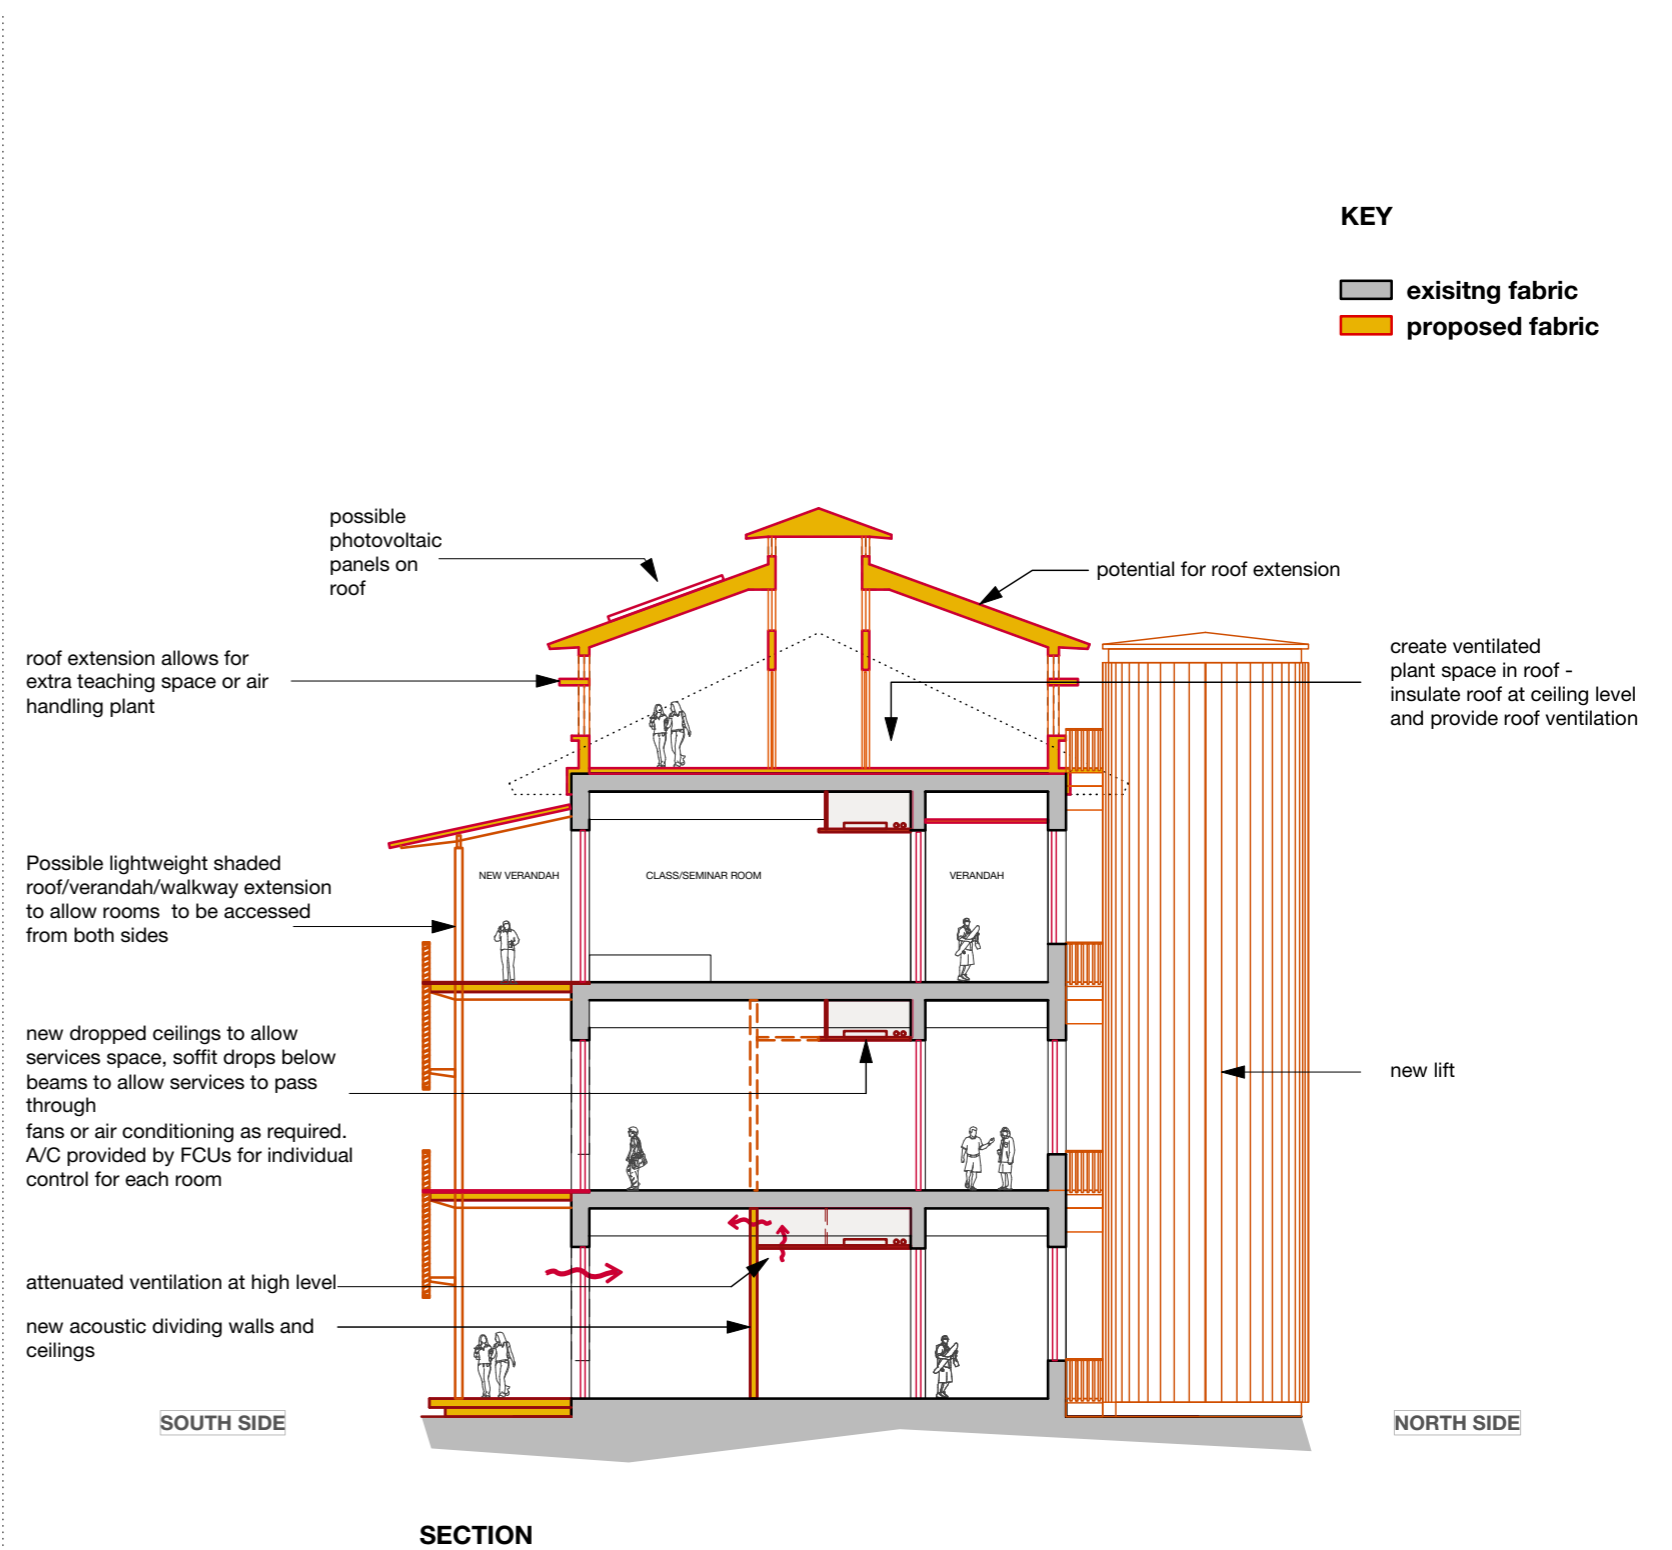 KEY
exisitng fabric
proposed fabric
possible
photovoltaic
panels on
roof
potential for roof extension
roof extension allows for
extra teaching space or air
handling plant
create ventilated
plant space in roof -
insulate roof at ceiling level
and provide roof ventilation
Possible lightweight shaded
roof/verandah/walkway extension
to allow rooms to be accessed
from both sides
NEW VERANDAH
CLASS/SEMINAR ROOM
VERANDAH
new dropped ceilings to allow
services space, soffit drops below
beams to allow services to pass
through
fans or air conditioning as required.
A/C provided by FCUs for individual
control for each room
new lift
attenuated ventilation at high level
new acoustic dividing walls and
ceilings
SOUTH SIDE
NORTH SIDE
SECTION